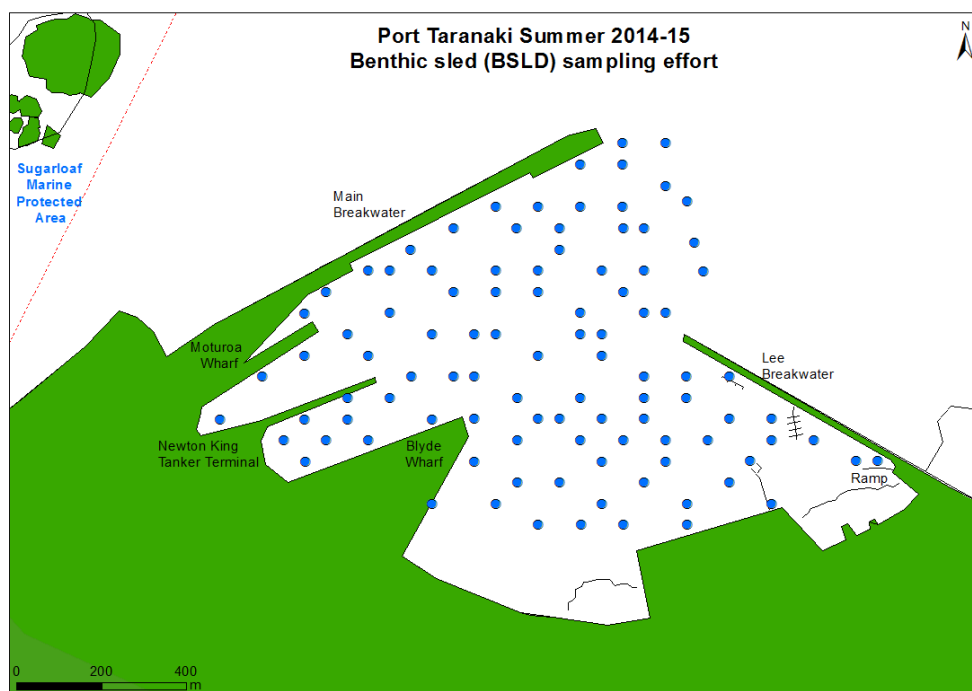 Port Taranaki Summer 2014-15
Benthic sled (BSLD) sampling effort
N
Sugarloaf
Marine
Protected
Area
Main
Breakwater
Moturoa
Wharf
Lee
Breakwater
Newton King
Tanker Terminal
Blyde
Wharf
Ramp
0 200 400
m